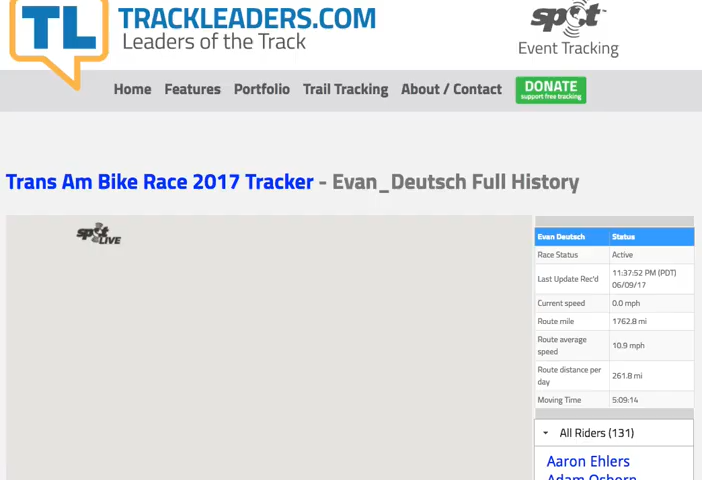 TL TRACKLEADERS.COM
Leaders of the Track
spot
Event Tracking
Home Features Portfolio Trail Tracking About / Contact DONATE
support free tracking
Trans Am Bike Race 2017 Tracker - Evan_Deutsch Full History
spot LIVE
Evan Deutsch Status
Race Status Active
Last Update Rec'd 11:37:52 PM (PDT)
06/09/17
Current speed 0.0 mph
Route mile 1762.8 mi
Route average
speed 10.9 mph
Route distance per
day 261.8 mi
Moving Time 5:09:14
All Riders (131)
Aaron Ehlers
Adam Osborn